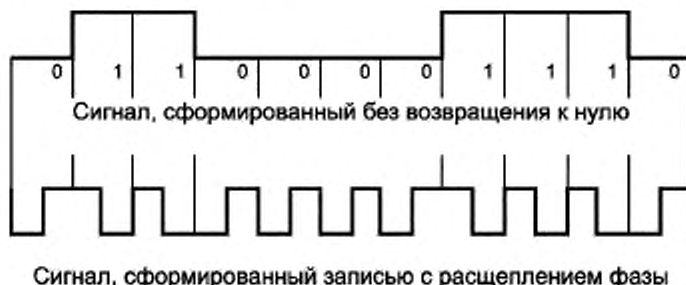 0 1 1 0 0 0 0 1 1 1 0
Сигнал, сформированный без возвращения к нулю
Сигнал, сформированный записью с расщеплением фазы